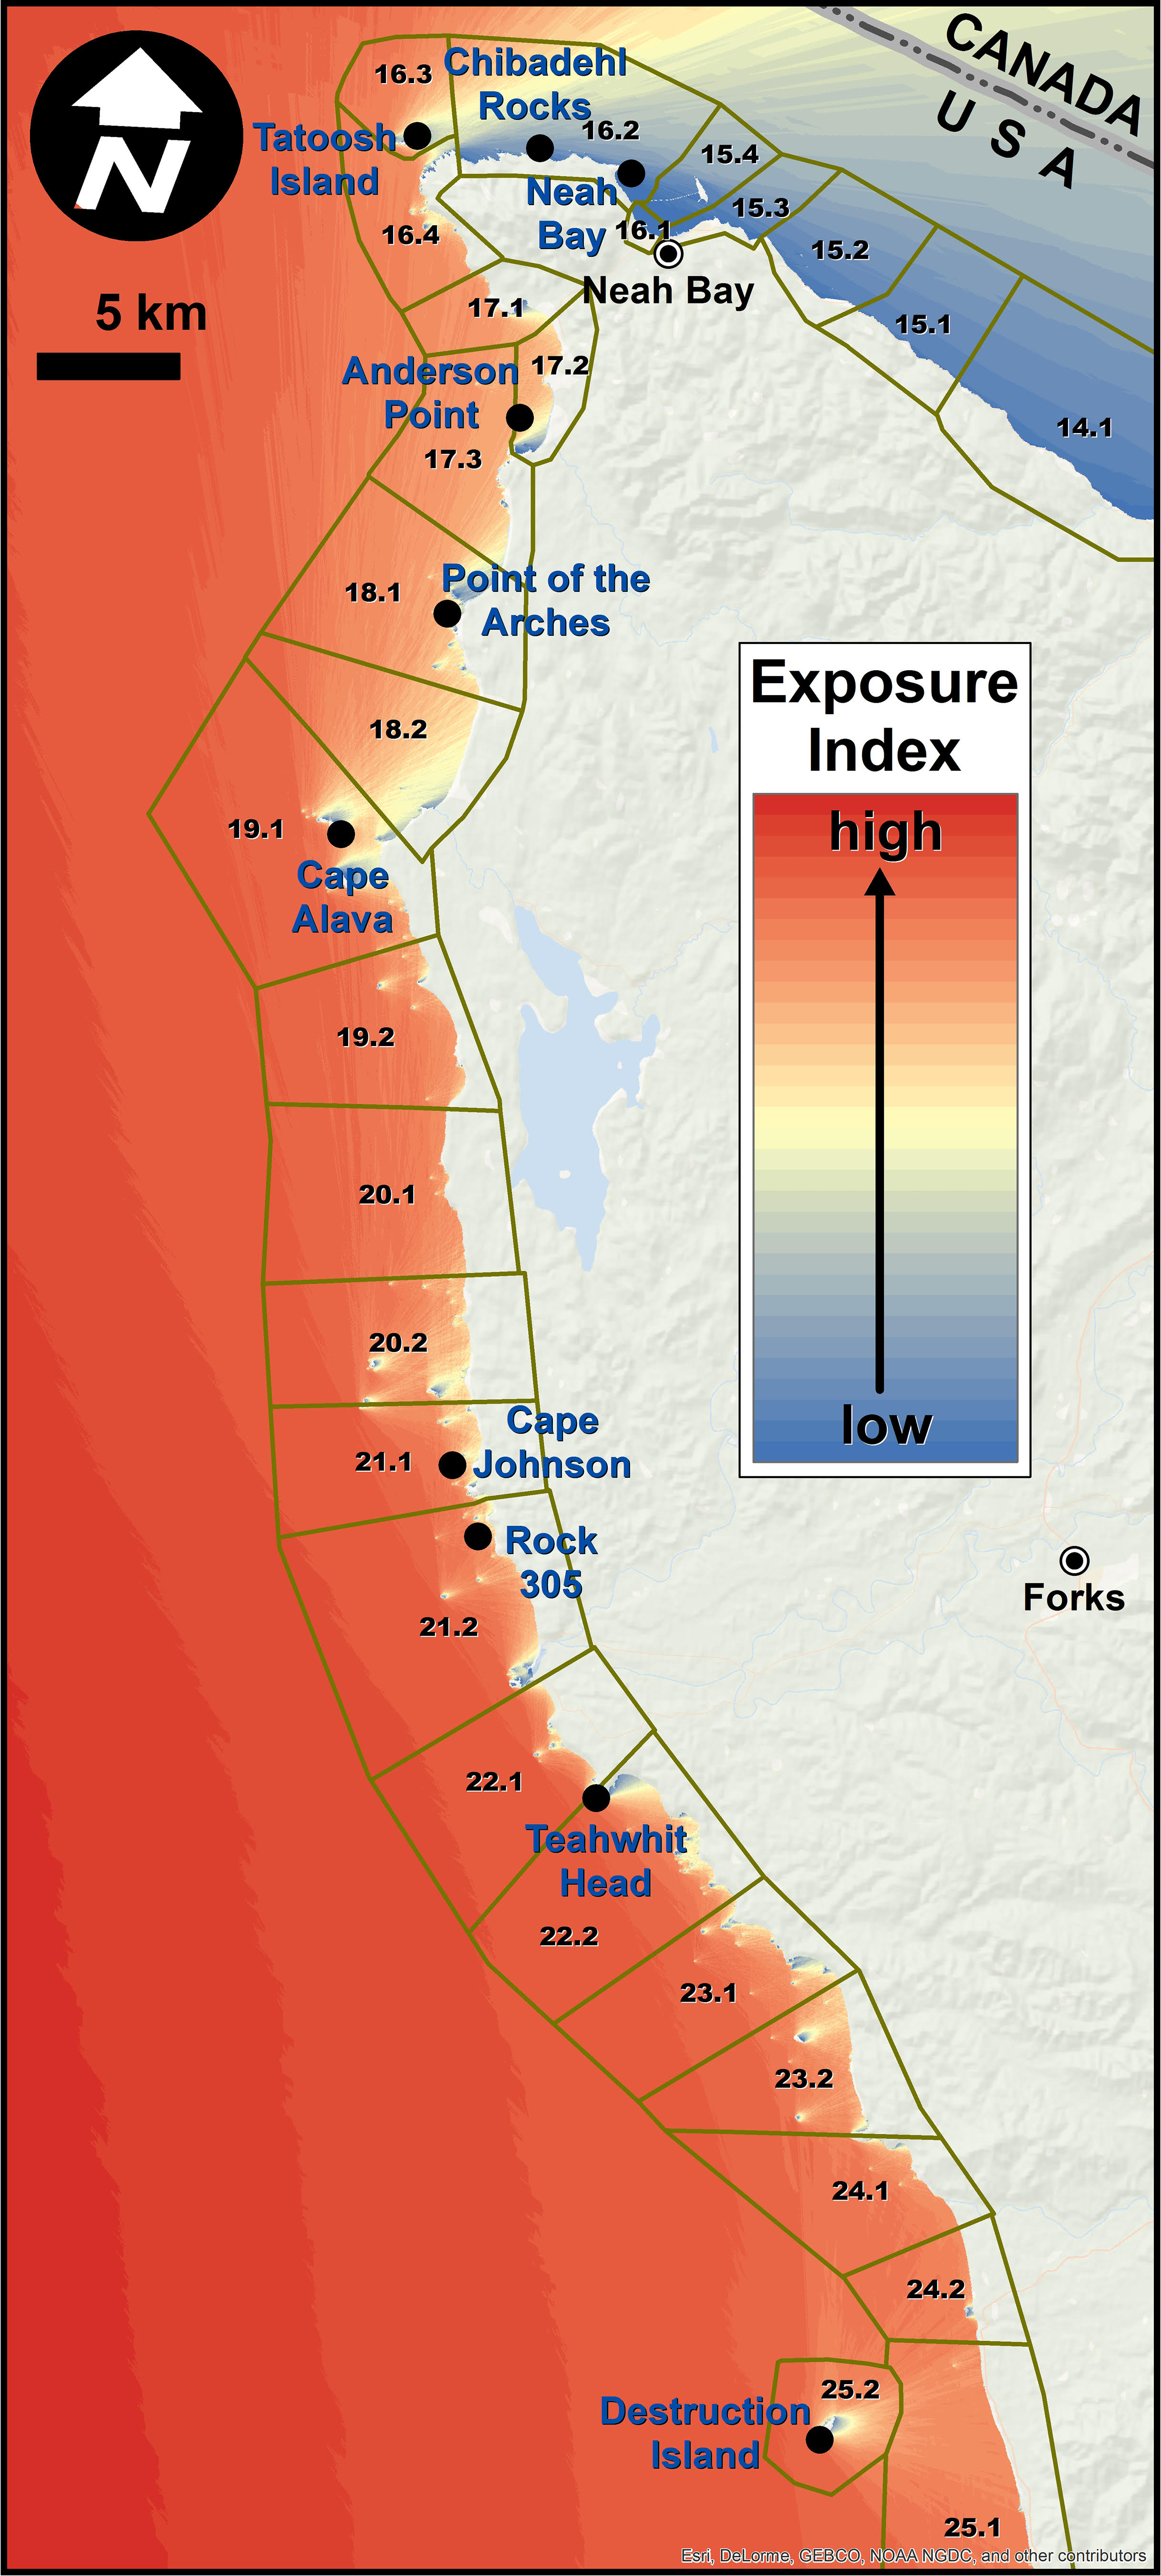 CANADA
U S A
N
5 km
16.3
Chibadehl
Rocks
16.2
Tatoosh
Island
15.4
Neah
Bay
16.1
15.3
16.4
15.2
Neah Bay
17.1
15.1
Anderson
Point
17.2
14.1
17.3
Point of the
Arches
18.1
18.2
19.1
Cape
Alava
Exposure
Index
high
low
19.2
20.1
20.2
Cape
Johnson
21.1
Rock
305
Forks
21.2
22.1
Teahwhit
Head
22.2
23.1
23.2
24.1
24.2
25.2
Destruction
Island
25.1
Esri, DeLorme, GEBCO, NOAA NGDC, and other contributors